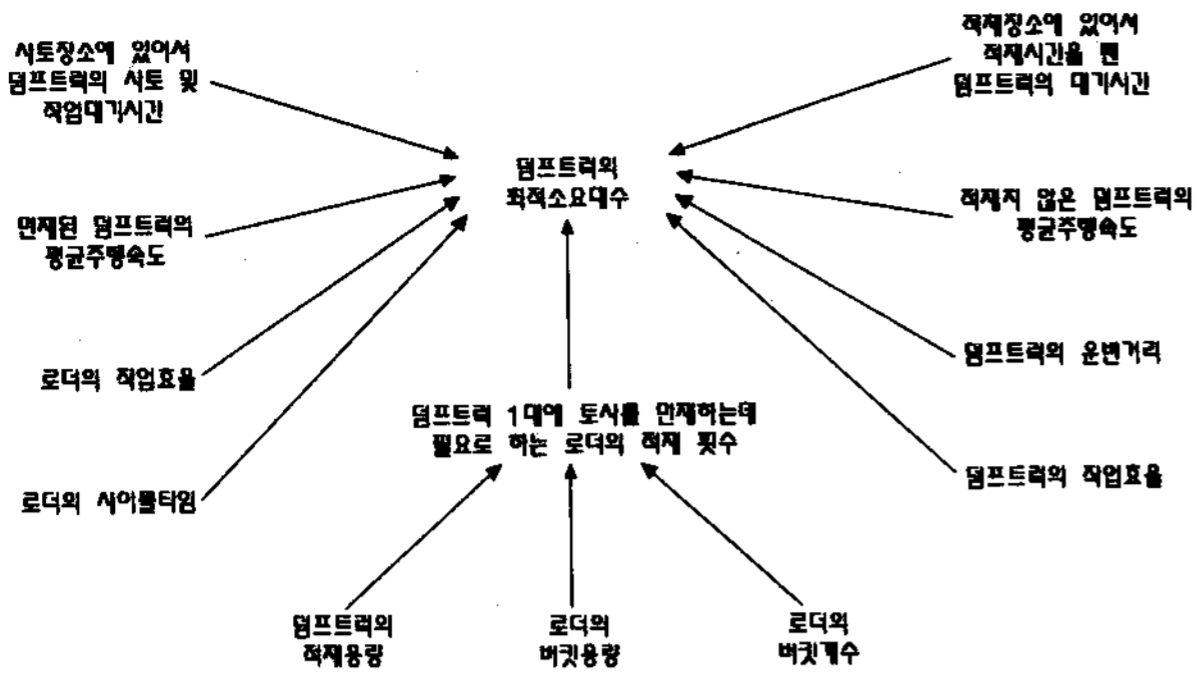 사토장소에 있어서
덤프트럭의 사토 및
작업대기시간
적재장소에 있어서
적재시간을 뺀
덤프트럭의 대기시간
덤프트럭의
최적소요대수
만재된 덤프트럭의
평균주행속도
적재지 않은 덤프트럭의
평균주행속도
로더의 작업효율
덤프트럭의 운반거리
덤프트럭 1대에 토사를 만재하는데
필요로 하는 로더의 적재 횟수
로더의 사이클타임
덤프트럭의 작업효율
덤프트럭의
적재용량
로더의
버킷용량
로더의
버킷계수